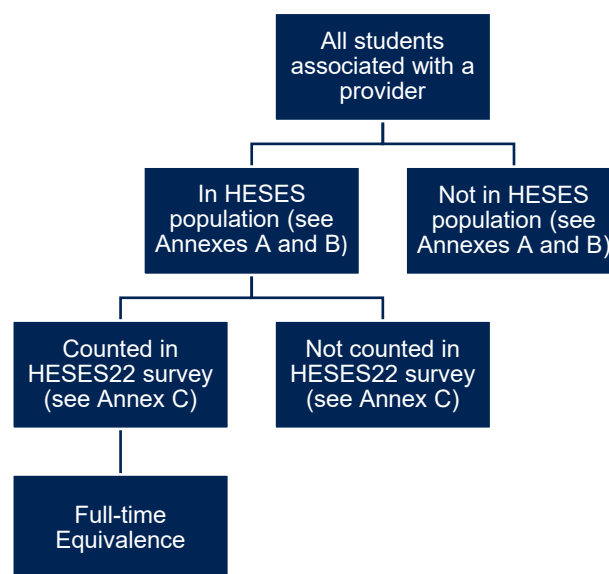 All students
associated with a
provider
In HESES
population (see
Annexes A and B)
Not in HESES
population (see
Annexes A and B)
Counted in
HESES22 survey
(see Annex C)
Not counted in
HESES22 survey
(see Annex C)
Full-time
Equivalence